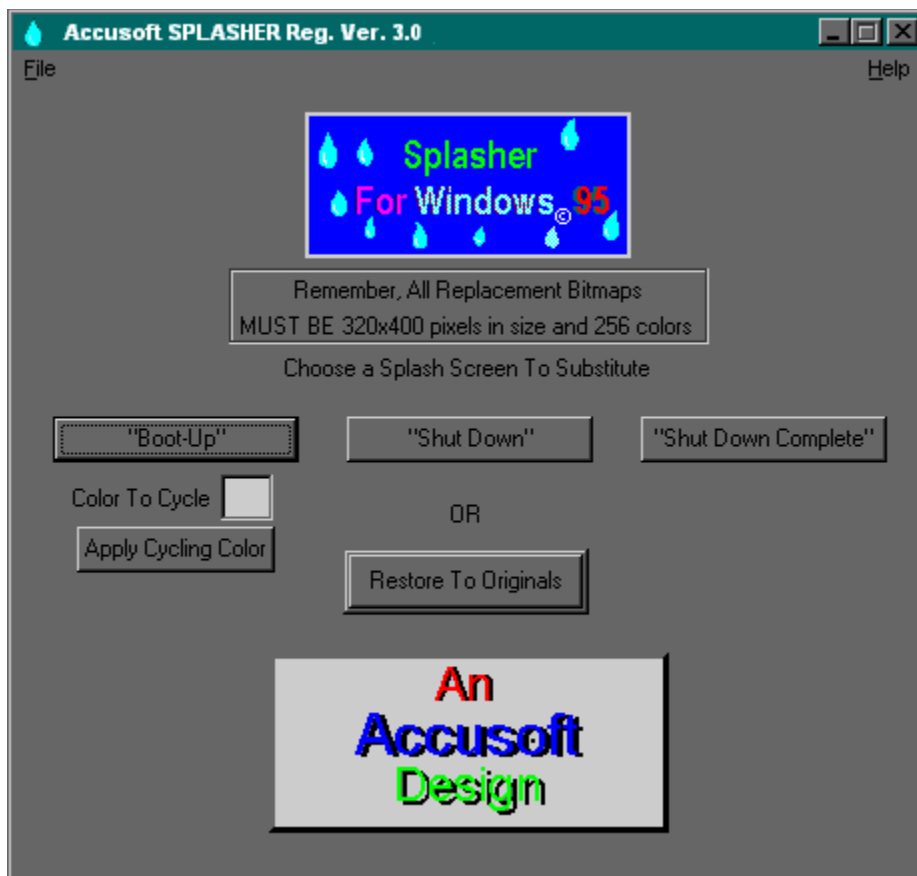 Accusoft SPLASHER Reg. Ver. 3.0
File Help
Splasher
For Windows©95
Remember, All Replacement Bitmaps
MUST BE 320x400 pixels in size and 256 colors
Choose a Splash Screen To Substitute
"Boot-Up" "Shut Down" "Shut Down Complete"
Color To Cycle
OR
Apply Cycling Color
Restore To Originals
An
Accusoft
Design